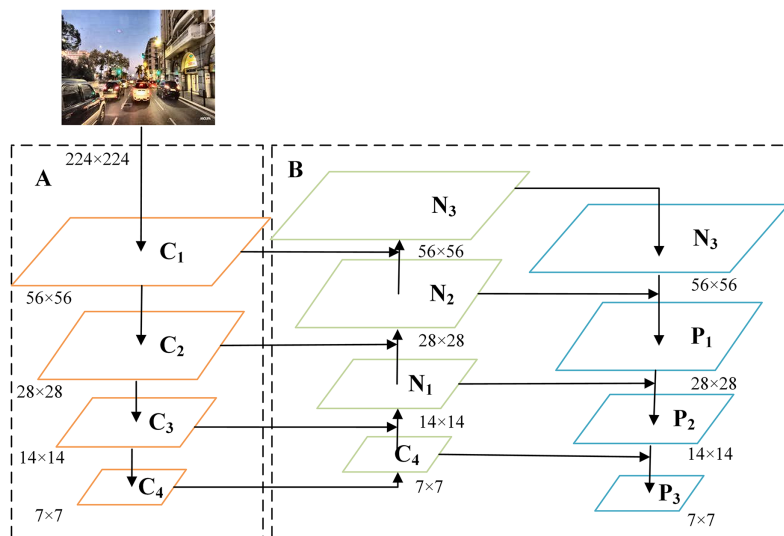 224×224
A
B
C₁
56×56
C₂
28×28
C₃
14×14
C₄
7×7
N₃
56×56
N₂
28×28
N₁
14×14
C₄
7×7
N₃
56×56
P₁
28×28
P₂
14×14
P₃
7×7